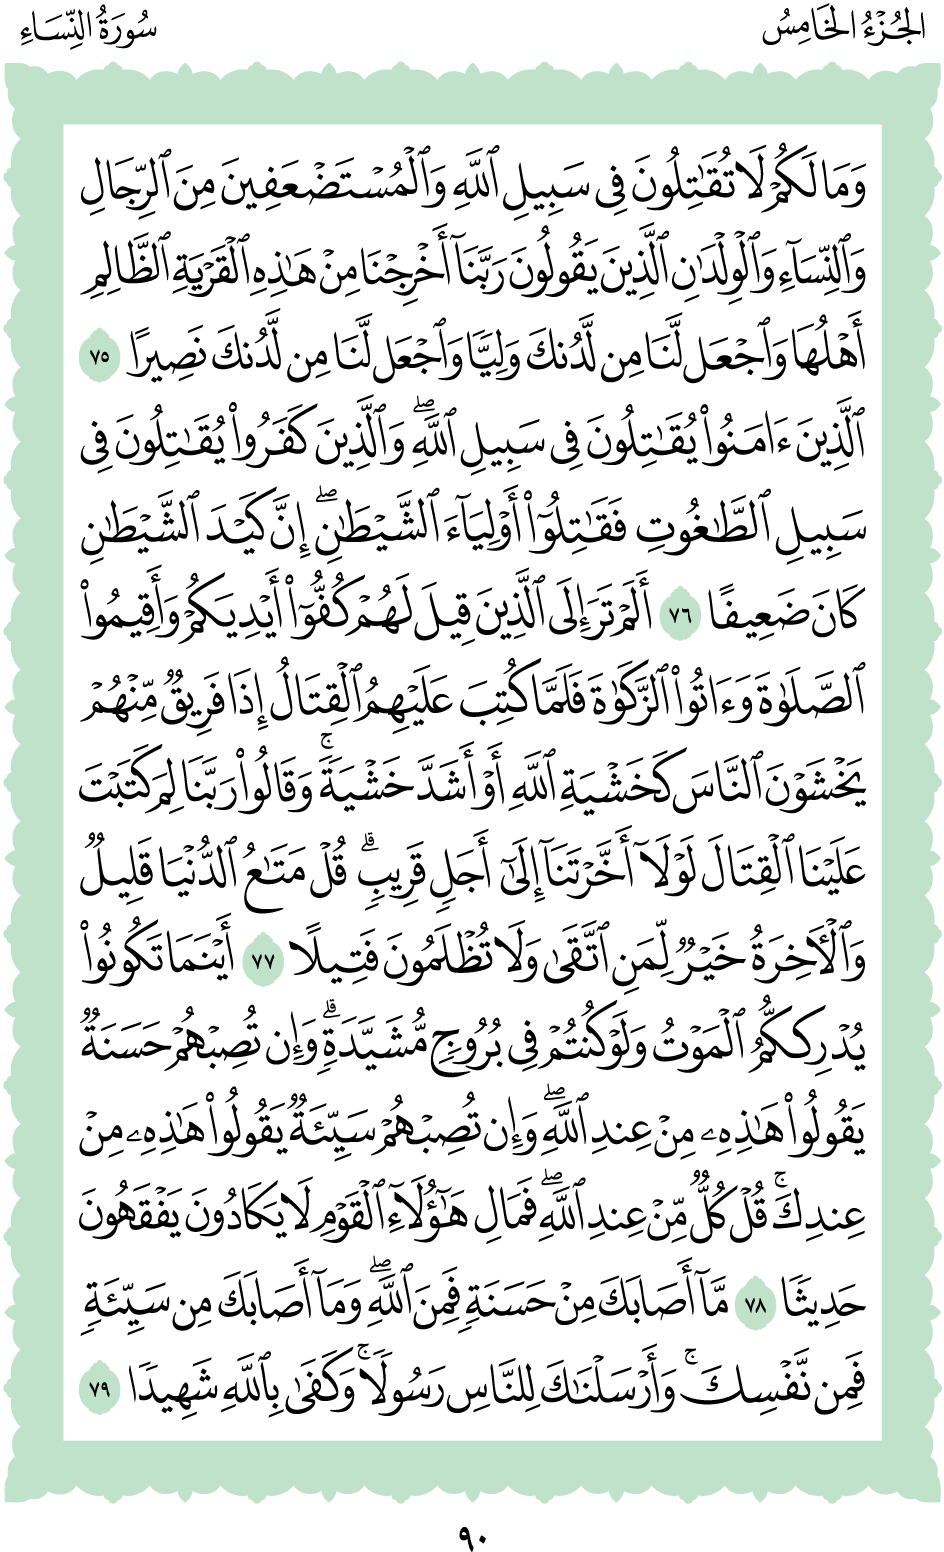 الجُزْءُ الخَامِسُ
سُورَةُ النِّسَاءِ
وَمَا لَكُمۡ لَا تُقَٰتِلُونَ فِي سَبِيلِ ٱللَّهِ وَٱلۡمُسۡتَضۡعَفِينَ مِنَ ٱلرِّجَالِ
وَٱلنِّسَآءِ وَٱلۡوِلۡدَٰنِ ٱلَّذِينَ يَقُولُونَ رَبَّنَآ أَخۡرِجۡنَا مِنۡ هَٰذِهِ ٱلۡقَرۡيَةِ ٱلظَّالِمِ
أَهۡلُهَا وَٱجۡعَل لَّنَا مِن لَّدُنكَ وَلِيّٗا وَٱجۡعَل لَّنَا مِن لَّدُنكَ نَصِيرًا ٧٥
ٱلَّذِينَ ءَامَنُواْ يُقَٰتِلُونَ فِي سَبِيلِ ٱللَّهِۖ وَٱلَّذِينَ كَفَرُواْ يُقَٰتِلُونَ فِي
سَبِيلِ ٱلطَّٰغُوتِ فَقَٰتِلُوٓاْ أَوۡلِيَآءَ ٱلشَّيۡطَٰنِۖ إِنَّ كَيۡدَ ٱلشَّيۡطَٰنِ
كَانَ ضَعِيفًا ٧٦ أَلَمۡ تَرَ إِلَى ٱلَّذِينَ قِيلَ لَهُمۡ كُفُّوٓاْ أَيۡدِيَكُمۡ وَأَقِيمُواْ
ٱلصَّلَوٰةَ وَءَاتُواْ ٱلزَّكَوٰةَ فَلَمَّا كُتِبَ عَلَيۡهِمُ ٱلۡقِتَالُ إِذَا فَرِيقٞ مِّنۡهُمۡ
يَخۡشَوۡنَ ٱلنَّاسَ كَخَشۡيَةِ ٱللَّهِ أَوۡ أَشَدَّ خَشۡيَةٗۚ وَقَالُواْ رَبَّنَا لِمَ كَتَبۡتَ
عَلَيۡنَا ٱلۡقِتَالَ لَوۡلَآ أَخَّرۡتَنَآ إِلَىٰٓ أَجَلٖ قَرِيبٖۗ قُلۡ مَتَٰعُ ٱلدُّنۡيَا قَلِيلٞ
وَٱلۡأٓخِرَةُ خَيۡرٞ لِّمَنِ ٱتَّقَىٰ وَلَا تُظۡلَمُونَ فَتِيلًا ٧٧ أَيۡنَمَا تَكُونُواْ
يُدۡرِككُّمُ ٱلۡمَوۡتُ وَلَوۡ كُنتُمۡ فِي بُرُوجٖ مُّشَيَّدَةٖۗ وَإِن تُصِبۡهُمۡ حَسَنَةٞ
يَقُولُواْ هَٰذِهِۦ مِنۡ عِندِ ٱللَّهِۖ وَإِن تُصِبۡهُمۡ سَيِّئَةٞ يَقُولُواْ هَٰذِهِۦ مِنۡ
عِندِكَۚ قُلۡ كُلّٞ مِّنۡ عِندِ ٱللَّهِۖ فَمَالِ هَٰٓؤُلَآءِ ٱلۡقَوۡمِ لَا يَكَادُونَ يَفۡقَهُونَ
حَدِيثٗا ٧٨ مَّآ أَصَابَكَ مِنۡ حَسَنَةٖ فَمِنَ ٱللَّهِۖ وَمَآ أَصَابَكَ مِن سَيِّئَةٖ
فَمِن نَّفۡسِكَۚ وَأَرۡسَلۡنَٰكَ لِلنَّاسِ رَسُولٗاۚ وَكَفَىٰ بِٱللَّهِ شَهِيدٗا ٧٩
٩٠